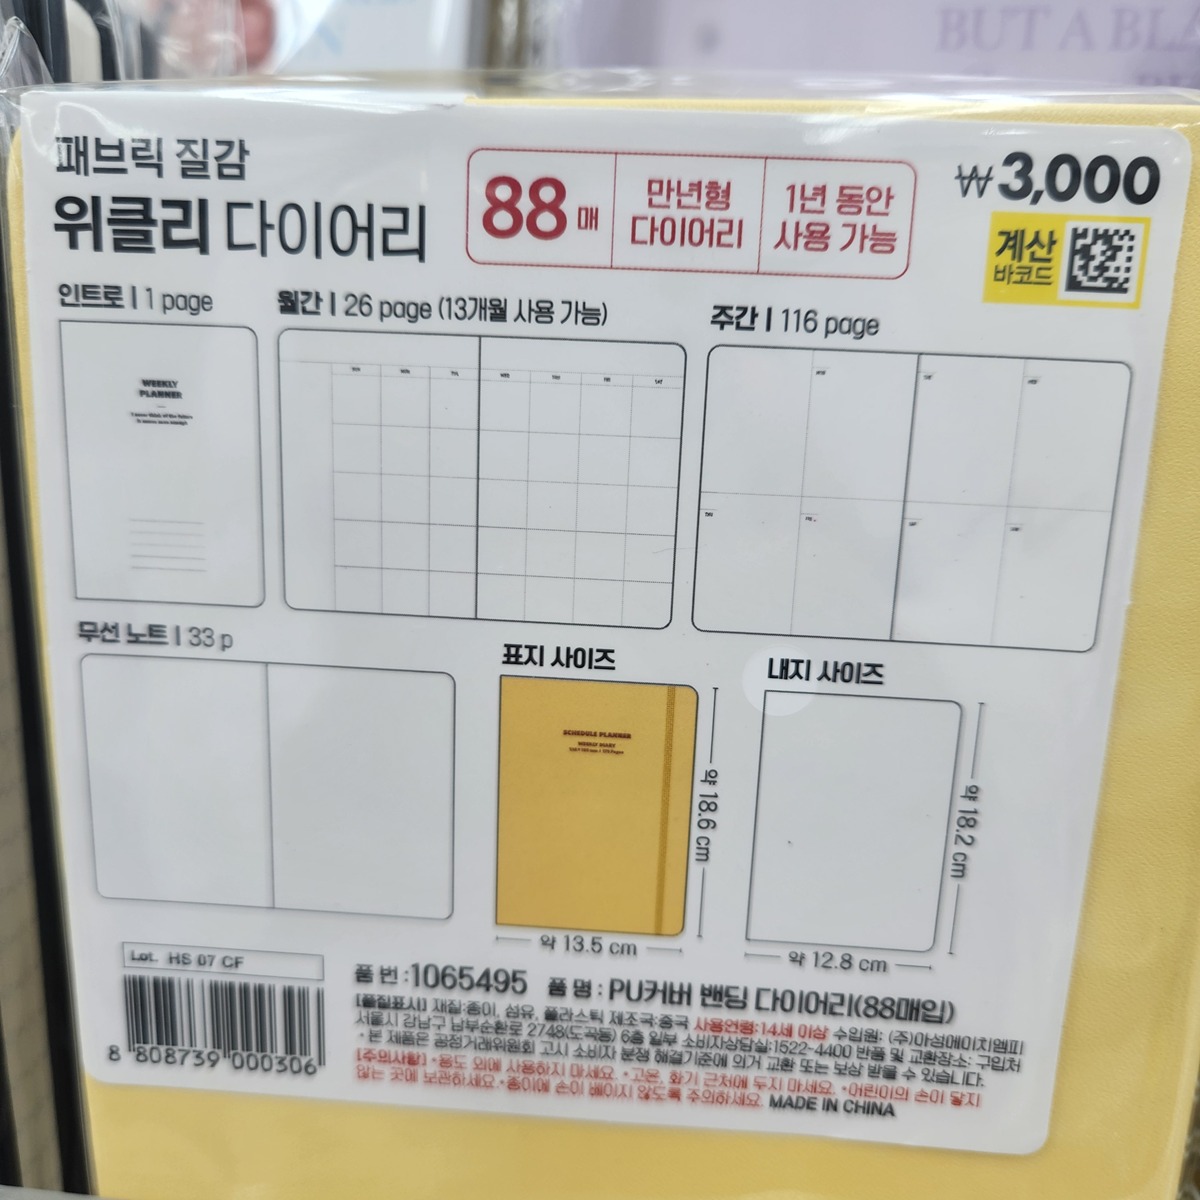 BUT A BLA
패브릭 질감
위클리 다이어리
88매
만년형
다이어리
1년 동안
사용 가능
₩3,000
계산
바코드
인트로 | 1 page
월간 | 26 page (13개월 사용 가능)
주간 | 116 page
WEEKLY
PLANNER
SUN MON TUE WED THU FRI SAT
무선 노트 | 33 p
표지 사이즈
내지 사이즈
SCHEDULE PLANNER
WEEKLY DIARY
약 18.6 cm
약 18.2 cm
약 13.5 cm
약 12.8 cm
Lot. HS 07 CF
8 808739 000306
품 번 : 1065495 품 명 : PU커버 밴딩 다이어리(88매입)
[품질표시] 재질:종이, 섬유, 플라스틱 제조국:중국 사용연령:14세 이상 수입원: (주)아성에이치엠피
서울시 강남구 남부순환로 2748(도곡동) 6층 일부 소비자상담실:1522-4400 반품 및 교환장소: 구입처
• 본 제품은 공정거래위원회 고시 소비자 분쟁 해결기준에 의거 교환 또는 보상 받을 수 있습니다.
[주의사항] •용도 외에 사용하지 마세요. •고온, 화기 근처에 두지 마세요. •어린이의 손이 닿지
않는 곳에 보관하세요. •종이에 손이 베이지 않도록 주의하세요. MADE IN CHINA